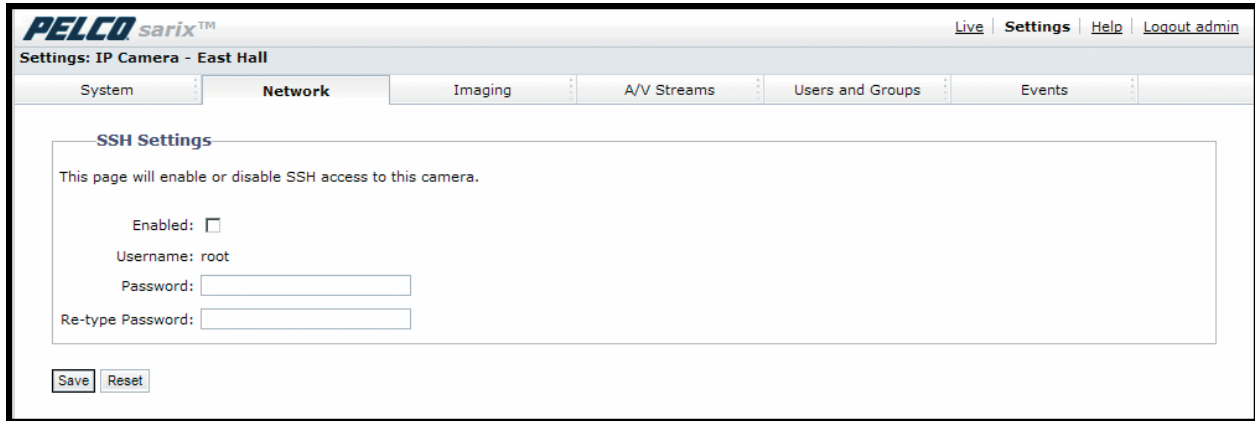 PELCO sarix™
Live | Settings | Help | Logout admin
Settings: IP Camera - East Hall
System Network Imaging A/V Streams Users and Groups Events
SSH Settings
This page will enable or disable SSH access to this camera.
Enabled:
Username: root
Password:
Re-type Password:
Save Reset